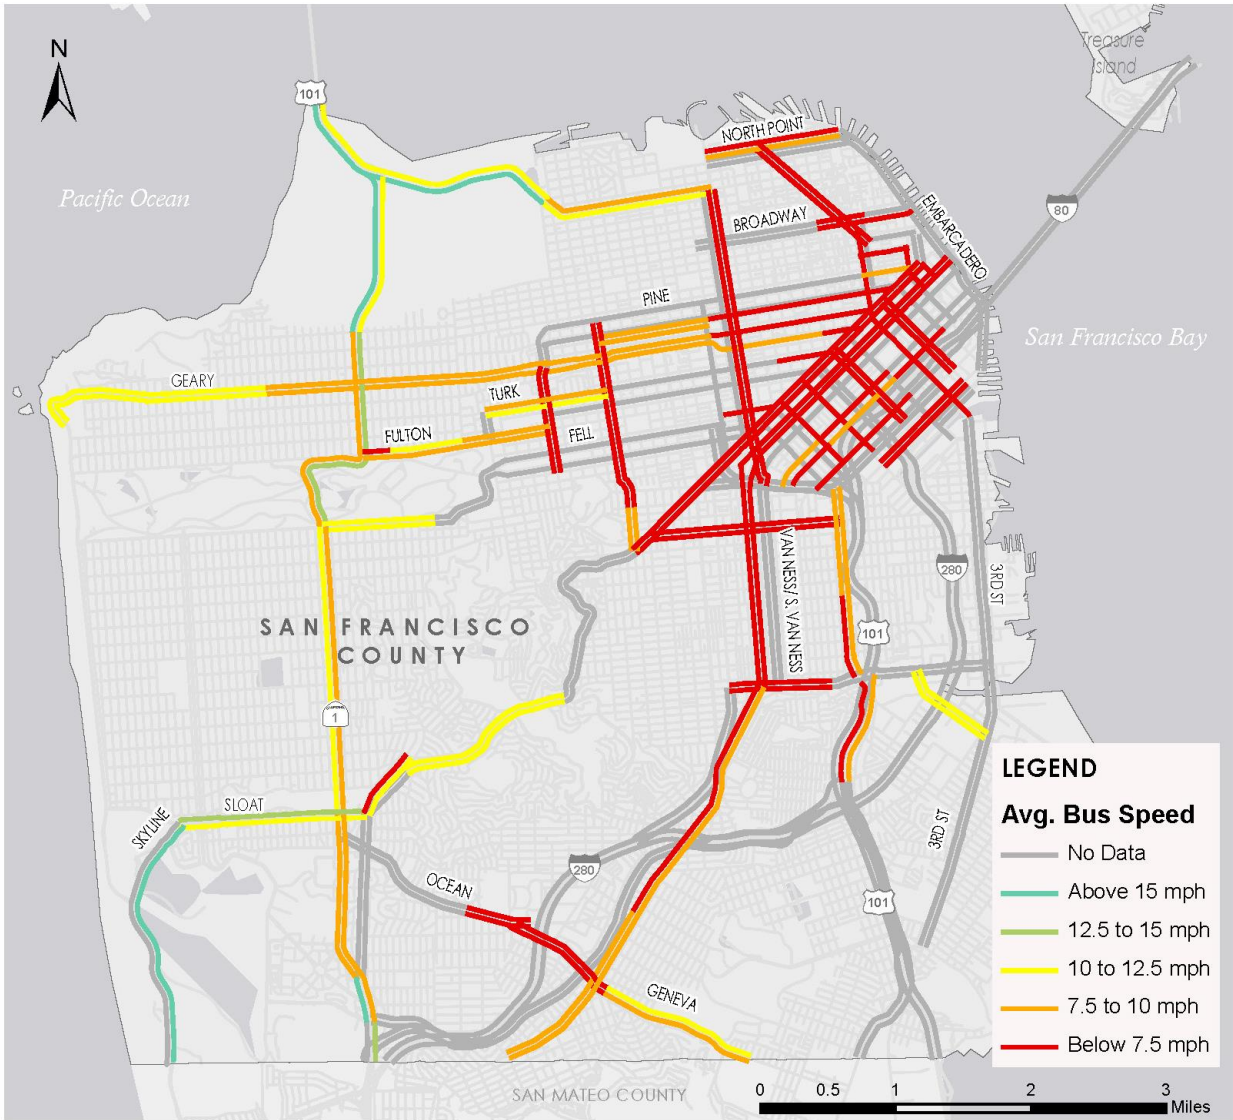 N
Treasure
Island
101
NORTH POINT
Pacific Ocean
80
BROADWAY
EMBARCADERO
PINE
San Francisco Bay
GEARY
TURK
FULTON
FELL
VAN NESS/ S. VAN NESS
280
3RD ST
101
SAN FRANCISCO
COUNTY
1
SKYLINE
SLOAT
3RD ST
280
OCEAN
101
GENEVA
SAN MATEO COUNTY
LEGEND
Avg. Bus Speed
No Data
Above 15 mph
12.5 to 15 mph
10 to 12.5 mph
7.5 to 10 mph
Below 7.5 mph
0 0.5 1 2 3
Miles